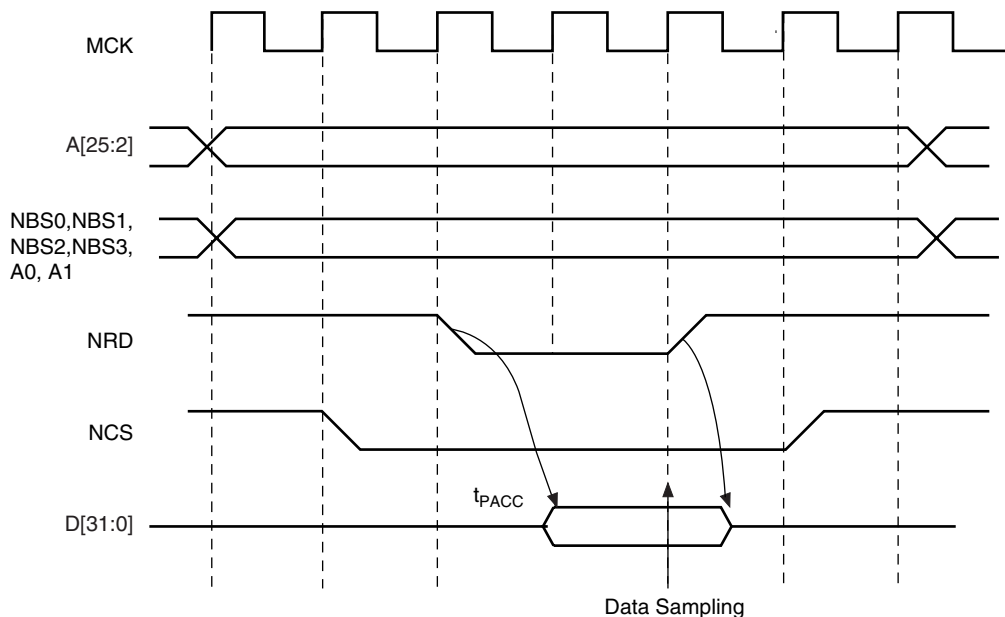 MCK
A[25:2]
NBS0,NBS1,
NBS2,NBS3,
A0, A1
NRD
NCS
tPACC
D[31:0]
Data Sampling